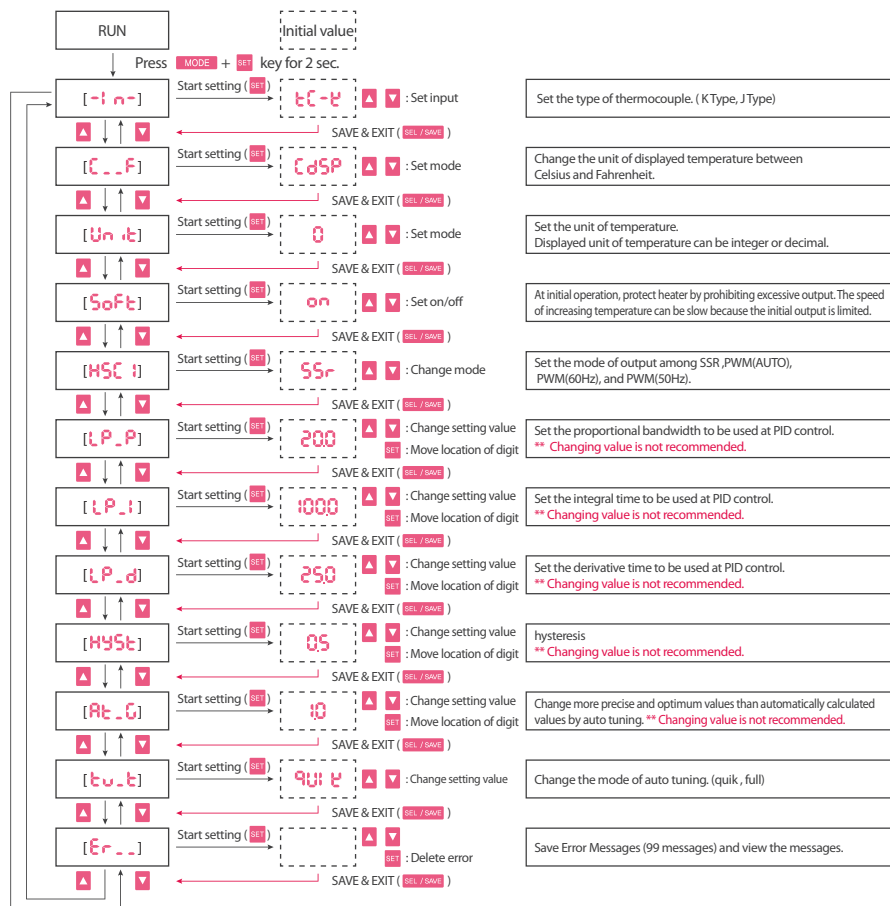 RUN
Initial value
Press MODE + SET key for 2 sec.
[-In-]
Start setting ( SET )
tC-K
▲ ▼ : Set input
Set the type of thermocouple. ( K Type, J Type)
▲ ▼
SAVE & EXIT ( SEL / SAVE )
[C__F]
Start setting ( SET )
CdSP
▲ ▼ : Set mode
Change the unit of displayed temperature between
Celsius and Fahrenheit.
▲ ▼
SAVE & EXIT ( SEL / SAVE )
[Unit]
Start setting ( SET )
0
▲ ▼ : Set mode
Set the unit of temperature.
Displayed unit of temperature can be integer or decimal.
▲ ▼
SAVE & EXIT ( SEL / SAVE )
[SoFt]
Start setting ( SET )
on
▲ ▼ : Set on/off
At initial operation, protect heater by prohibiting excessive output. The speed
of increasing temperature can be slow because the initial output is limited.
▲ ▼
SAVE & EXIT ( SEL / SAVE )
[HSC1]
Start setting ( SET )
SSr
▲ ▼ : Change mode
Set the mode of output among SSR ,PWM(AUTO),
PWM(60Hz), and PWM(50Hz).
▲ ▼
SAVE & EXIT ( SEL / SAVE )
[LP_P]
Start setting ( SET )
20.0
▲ ▼ : Change setting value
SET : Move location of digit
Set the proportional bandwidth to be used at PID control.
** Changing value is not recommended.
▲ ▼
SAVE & EXIT ( SEL / SAVE )
[LP_I]
Start setting ( SET )
100.0
▲ ▼ : Change setting value
SET : Move location of digit
Set the integral time to be used at PID control.
** Changing value is not recommended.
▲ ▼
SAVE & EXIT ( SEL / SAVE )
[LP_d]
Start setting ( SET )
25.0
▲ ▼ : Change setting value
SET : Move location of digit
Set the derivative time to be used at PID control.
** Changing value is not recommended.
▲ ▼
SAVE & EXIT ( SEL / SAVE )
[HYSt]
Start setting ( SET )
0.5
▲ ▼ : Change setting value
SET : Move location of digit
hysteresis
** Changing value is not recommended.
▲ ▼
SAVE & EXIT ( SEL / SAVE )
[At_G]
Start setting ( SET )
1.0
▲ ▼ : Change setting value
SET : Move location of digit
Change more precise and optimum values than automatically calculated
values by auto tuning. ** Changing value is not recommended.
▲ ▼
SAVE & EXIT ( SEL / SAVE )
[tu_t]
Start setting ( SET )
qUIK
▲ ▼ : Change setting value
Change the mode of auto tuning. (quik , full)
▲ ▼
SAVE & EXIT ( SEL / SAVE )
[Er__]
Start setting ( SET )
▲ ▼
SET : Delete error
Save Error Messages (99 messages) and view the messages.
▲ ▼
SAVE & EXIT ( SEL / SAVE )